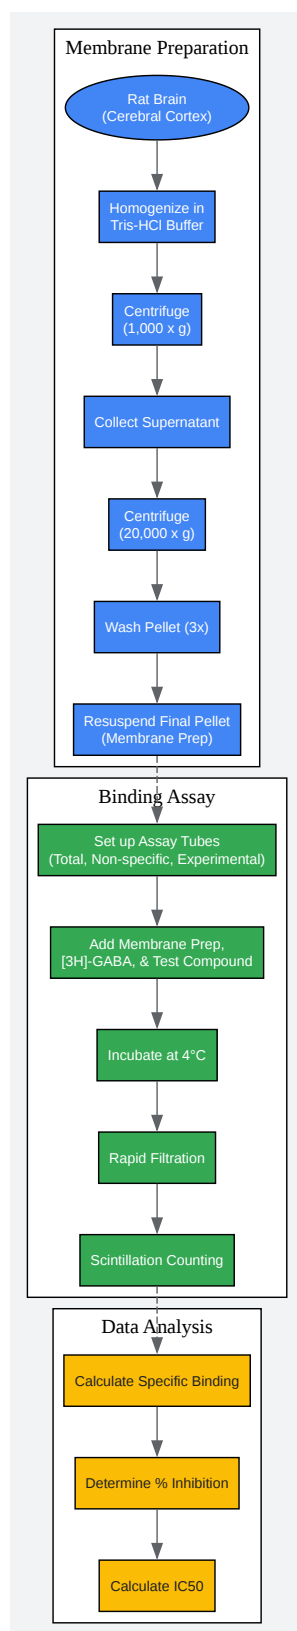 Membrane Preparation
Rat Brain
(Cerebral Cortex)
Homogenize in
Tris-HCl Buffer
Centrifuge
(1,000 x g)
Collect Supernatant
Centrifuge
(20,000 x g)
Wash Pellet (3x)
Resuspend Final Pellet
(Membrane Prep)
Binding Assay
Set up Assay Tubes
(Total, Non-specific, Experimental)
Add Membrane Prep,
[3H]-GABA, & Test Compound
Incubate at 4°C
Rapid Filtration
Scintillation Counting
Data Analysis
Calculate Specific Binding
Determine % Inhibition
Calculate IC50